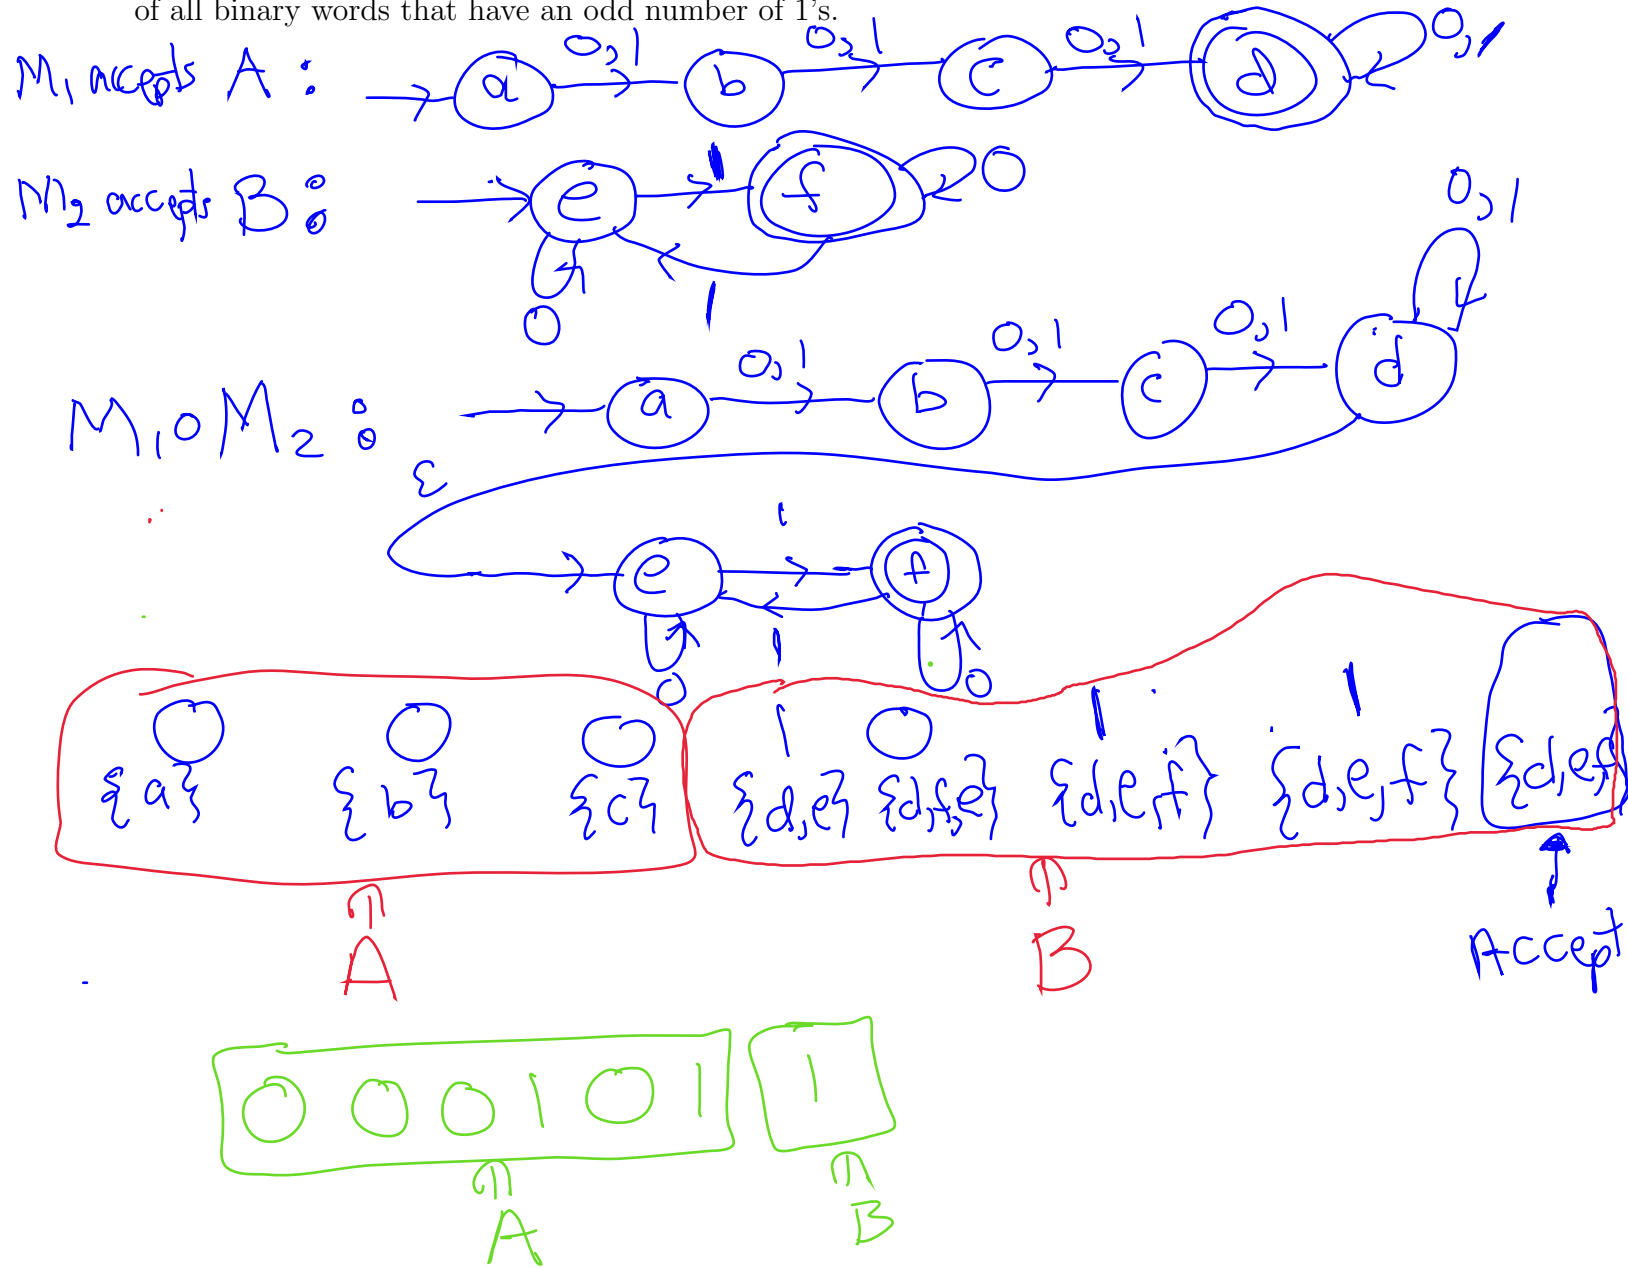 of all binary words that have an odd number of 1's.
M₁ accepts A : a 0,1 b 0,1 c 0,1 d 0,1
M₂ accepts B : e 1 f 0
0 1
0,1
M₁ο M₂ : a 0,1 b 0,1 c 0,1 d
ε
e 1 f
1
0 0
0 0 0 1 0 1 1
{a} {b} {c} {d,e} {d,f,e} {d,e,f} {d,e,f} {d,e,f}
A B Accept
0 0 0 1 0 1 1
A B